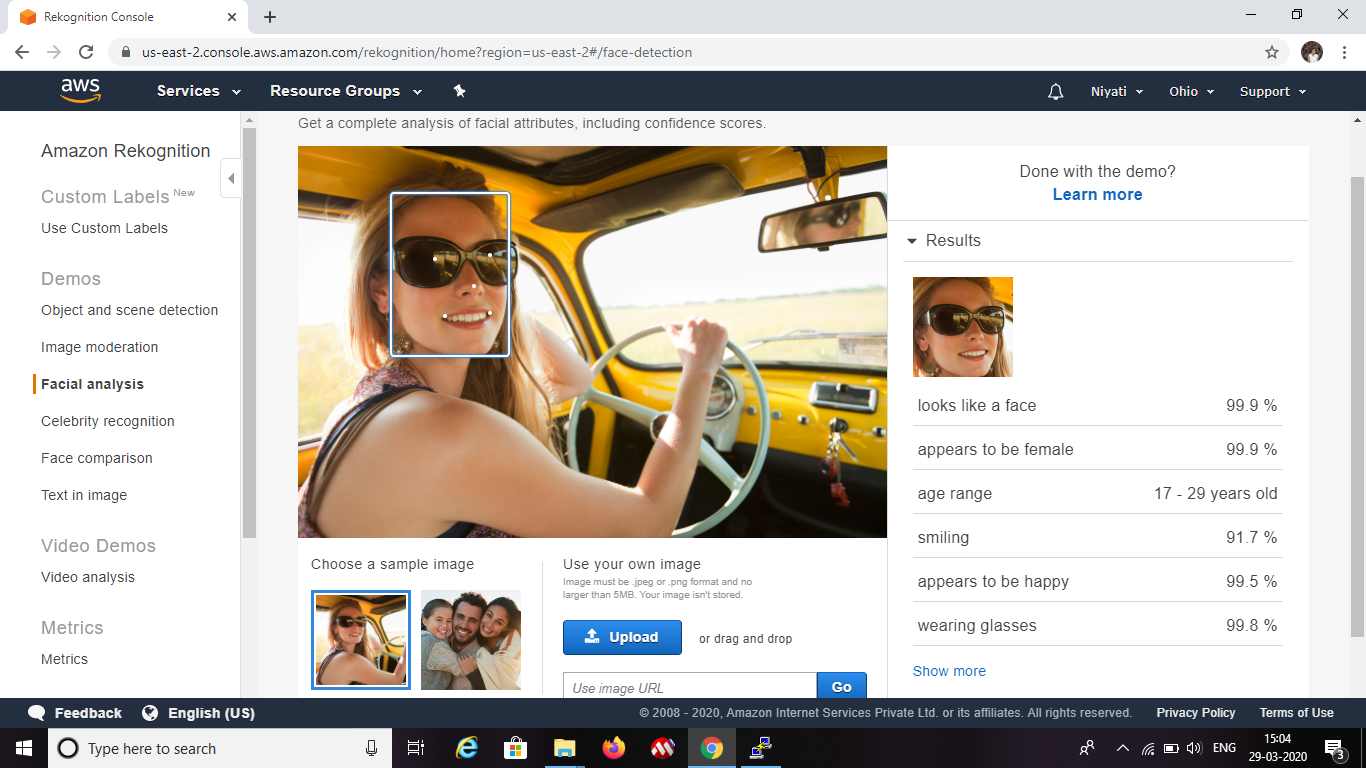 Rekognition Console
us-east-2.console.aws.amazon.com/rekognition/home?region=us-east-2#/face-detection
aws Services Resource Groups Niyati Ohio Support
Amazon Rekognition
Custom Labels New
Use Custom Labels
Demos
Object and scene detection
Image moderation
Facial analysis
Celebrity recognition
Face comparison
Text in image
Video Demos
Video analysis
Metrics
Metrics
Get a complete analysis of facial attributes, including confidence scores.
Choose a sample image
Use your own image
Image must be .jpeg or .png format and no
larger than 5MB. Your image isn't stored.
Upload or drag and drop
Use image URL Go
Done with the demo?
Learn more
Results
looks like a face 99.9 %
appears to be female 99.9 %
age range 17 - 29 years old
smiling 91.7 %
appears to be happy 99.5 %
wearing glasses 99.8 %
Show more
Feedback English (US) © 2008 - 2020, Amazon Internet Services Private Ltd. or its affiliates. All rights reserved. Privacy Policy Terms of Use
Type here to search
ENG
15:04
29-03-2020
3